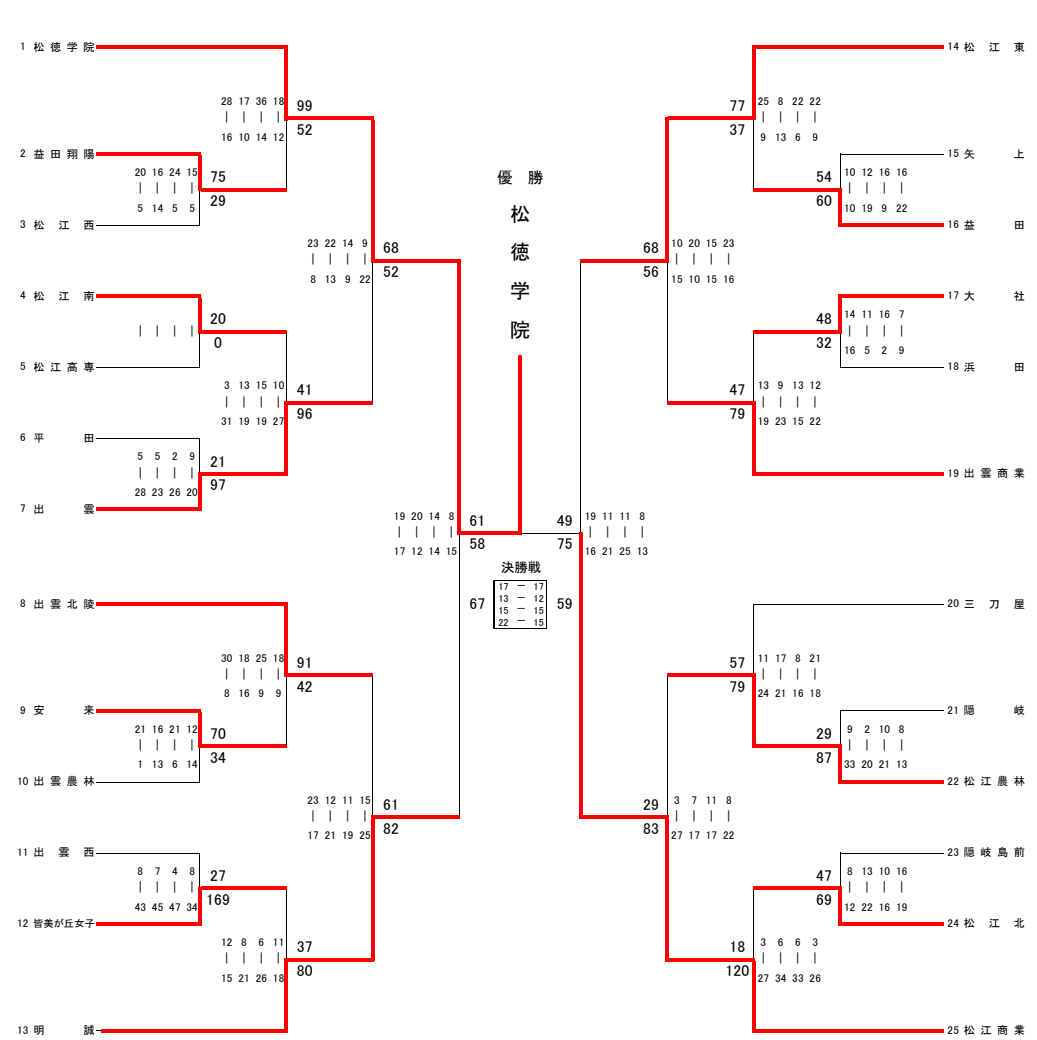 1 松徳学院
28 17 36 18
| | | |
16 10 14 12
99
52
2 益田翔陽
20 16 24 15
| | | |
5 14 5 5
75
29
3 松江西
23 22 14 9
| | | |
8 13 9 22
68
52
4 松江南
| | | |
20
0
5 松江高専
3 13 15 10
| | | |
31 19 19 27
41
96
6 平田
5 5 2 9
| | | |
28 23 26 20
21
97
7 出雲
19 20 14 8
| | | |
17 12 14 15
61
58
8 出雲北陵
30 18 25 18
| | | |
8 16 9 9
91
42
9 安来
21 16 21 12
| | | |
1 13 6 14
70
34
10 出雲農林
23 12 11 15
| | | |
17 21 19 25
61
82
11 出雲西
8 7 4 8
| | | |
43 45 47 34
27
169
12 皆美が丘女子
12 8 6 11
| | | |
15 21 26 18
37
80
13 明誠
優勝
松
徳
学
院
決勝戦
67
17 － 17
13 － 12
15 － 15
22 － 15
59
14 松江東
77
37
25 8 22 22
| | | |
9 13 6 9
15 矢上
54
60
10 12 16 16
| | | |
10 19 9 22
16 益田
68
56
10 20 15 23
| | | |
15 10 15 16
17 大社
48
32
14 11 16 7
| | | |
16 5 2 9
18 浜田
47
79
13 9 13 12
| | | |
19 23 15 22
19 出雲商業
49
75
19 11 11 8
| | | |
16 21 25 13
20 三刀屋
57
79
11 17 8 21
| | | |
24 21 16 18
21 隠岐
29
87
9 2 10 8
| | | |
33 20 21 13
22 松江農林
29
83
3 7 11 8
| | | |
27 17 17 22
23 隠岐島前
47
69
8 13 10 16
| | | |
12 22 16 19
24 松江北
18
120
3 6 6 3
| | | |
27 34 33 26
25 松江商業